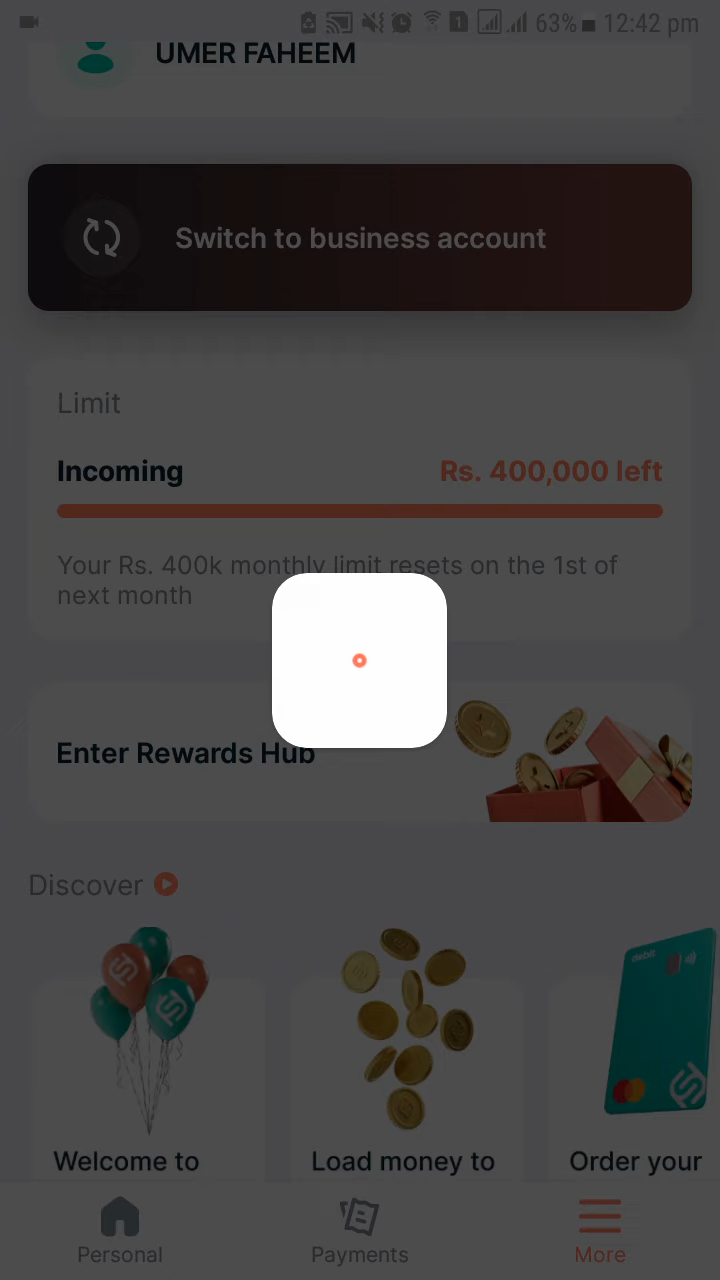 63% 12:42 pm
1
UMER FAHEEM
Switch to business account
Limit
Incoming
Rs. 400,000 left
Your Rs. 400k monthly limit resets on the 1st of
next month
Enter Rewards Hub
Discover
debit
Welcome to
Load money to
Order your
Personal
Payments
More